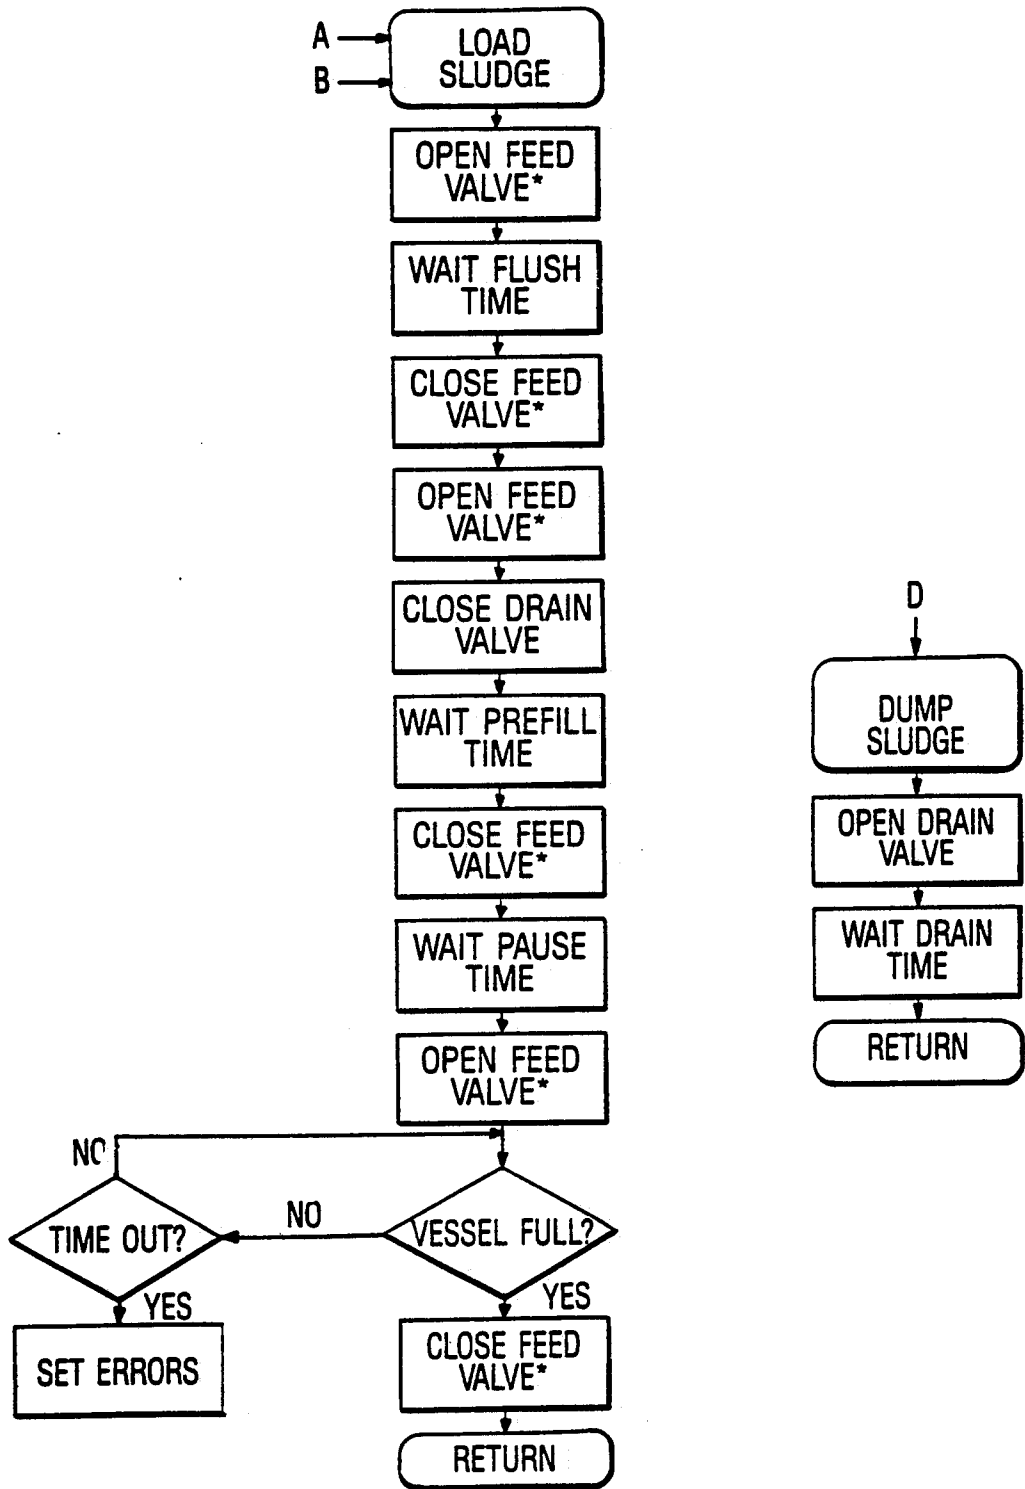 A
B
LOAD
SLUDGE
OPEN FEED
VALVE*
WAIT FLUSH
TIME
CLOSE FEED
VALVE*
OPEN FEED
VALVE*
CLOSE DRAIN
VALVE
WAIT PREFILL
TIME
CLOSE FEED
VALVE*
WAIT PAUSE
TIME
OPEN FEED
VALVE*
NO
TIME OUT?
NO
VESSEL FULL?
YES
SET ERRORS
YES
CLOSE FEED
VALVE*
RETURN
D
DUMP
SLUDGE
OPEN DRAIN
VALVE
WAIT DRAIN
TIME
RETURN